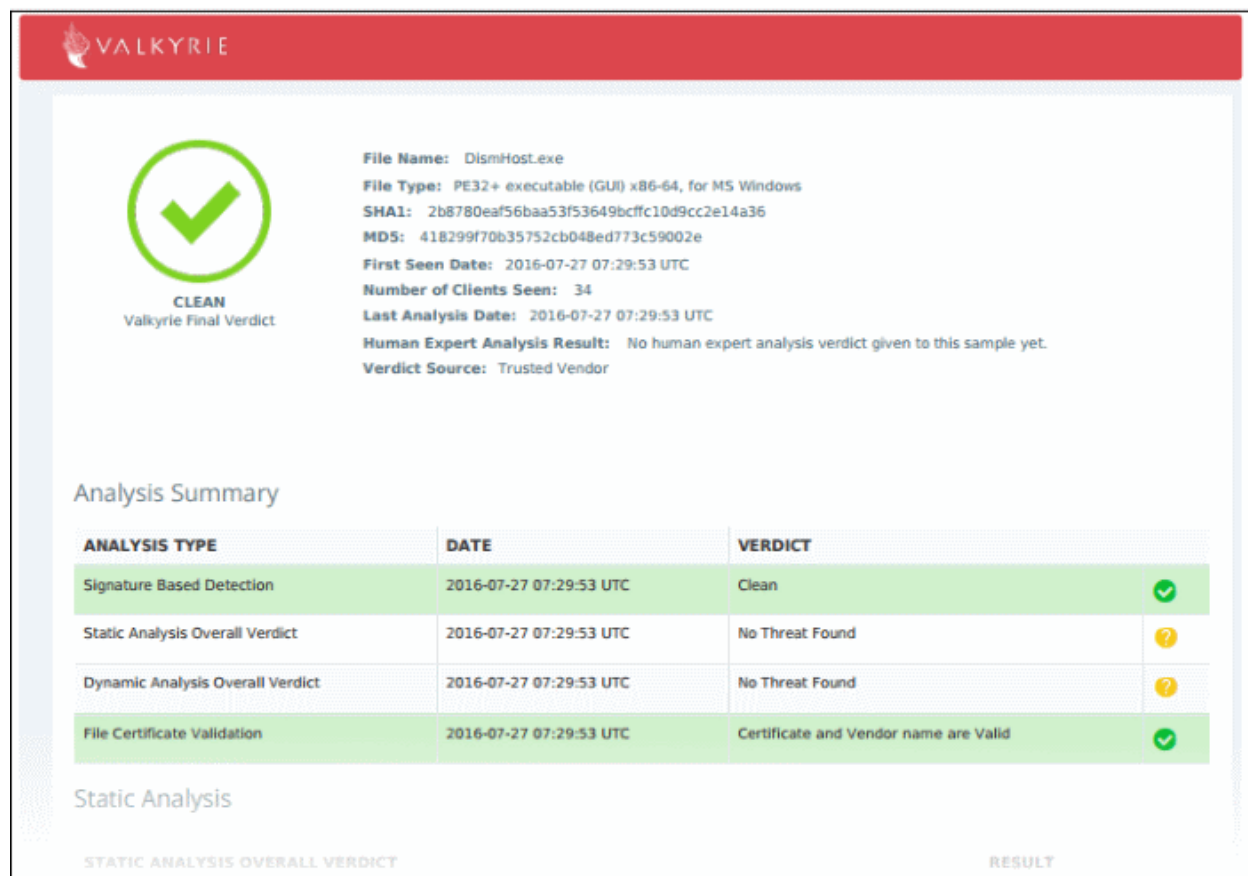 VALKYRIE
File Name: DismHost.exe
File Type: PE32+ executable (GUI) x86-64, for MS Windows
SHA1: 2b8780eaf56baa53f53649bcffc10d9cc2e14a36
MD5: 418299f70b35752cb048ed773c59002e
First Seen Date: 2016-07-27 07:29:53 UTC
Number of Clients Seen: 34
Last Analysis Date: 2016-07-27 07:29:53 UTC
Human Expert Analysis Result: No human expert analysis verdict given to this sample yet.
Verdict Source: Trusted Vendor
CLEAN
Valkyrie Final Verdict
Analysis Summary
ANALYSIS TYPE DATE VERDICT
Signature Based Detection 2016-07-27 07:29:53 UTC Clean
Static Analysis Overall Verdict 2016-07-27 07:29:53 UTC No Threat Found ?
Dynamic Analysis Overall Verdict 2016-07-27 07:29:53 UTC No Threat Found ?
File Certificate Validation 2016-07-27 07:29:53 UTC Certificate and Vendor name are Valid
Static Analysis
STATIC ANALYSIS OVERALL VERDICT RESULT